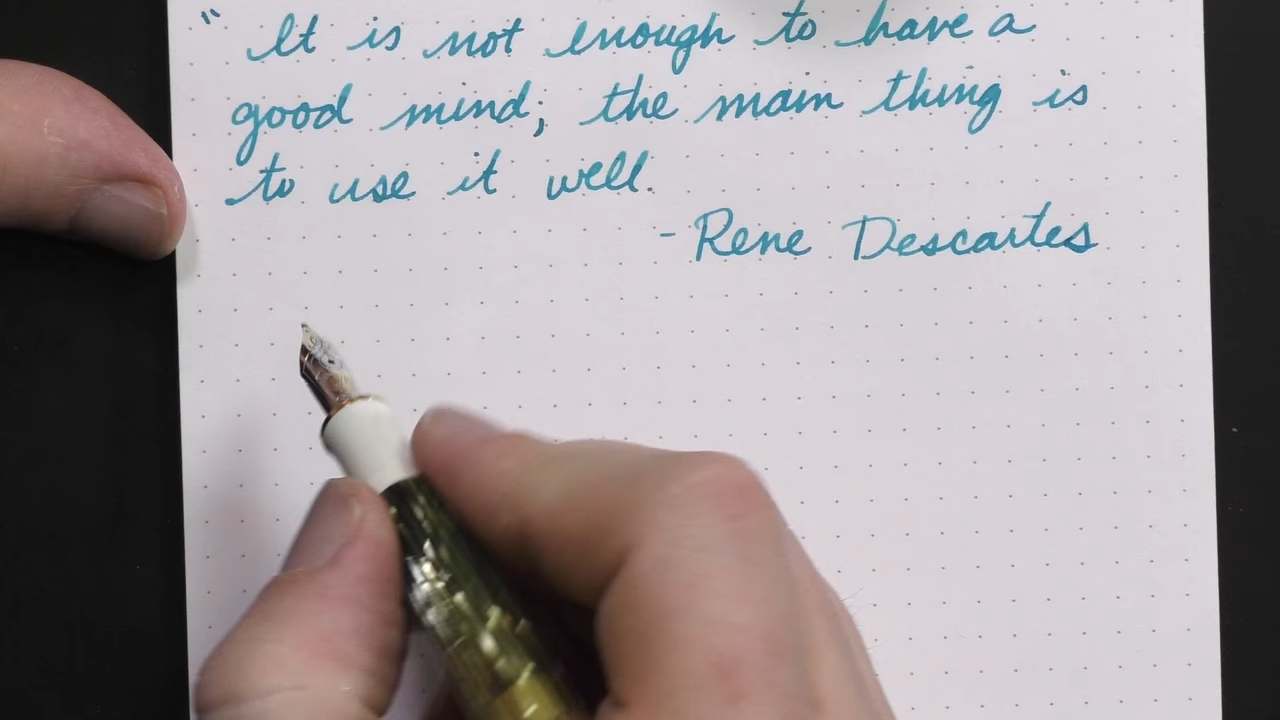 " It is not enough to have a
good mind; the main thing is
to use it well.
- Rene Descartes